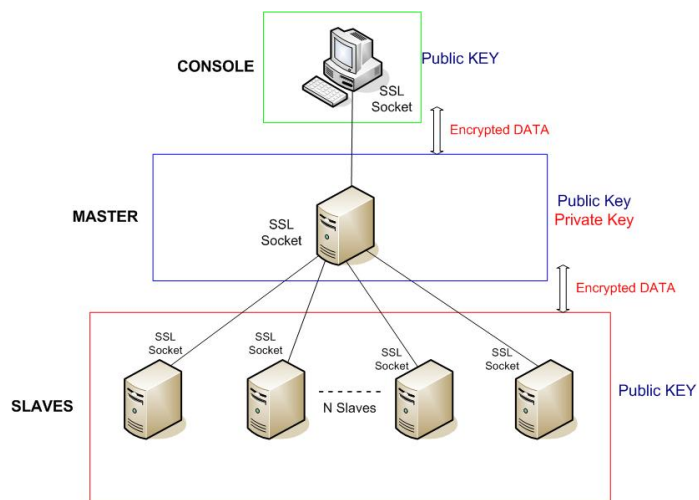 CONSOLE
Public KEY
SSL
Socket
Encrypted DATA
MASTER
SSL
Socket
Public Key
Private Key
Encrypted DATA
SSL
Socket
SSL
Socket
SSL
Socket
SSL
Socket
SLAVES
N Slaves
Public KEY